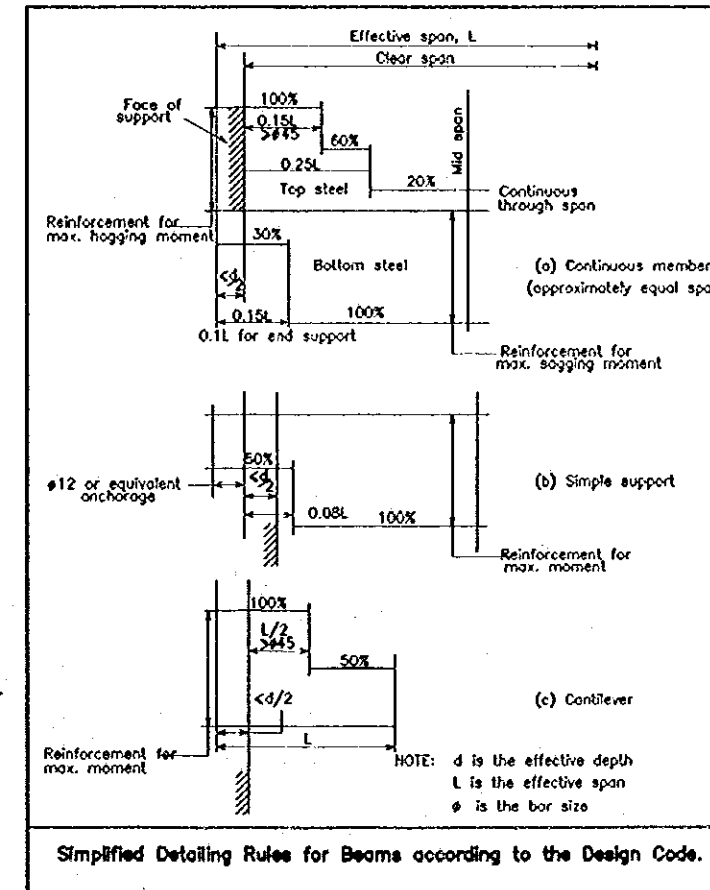 Effective span, L
Clear span
Face of
support
100%
0.15L
>ϕ45
60%
0.25L
20%
Mid span
Top steel
Continuous
through span
Reinforcement for
max. hogging moment
30%
Bottom steel
(a) Continuous member
(approximately equal spa
<d/2
0.15L
100%
0.1L for end support
Reinforcement for
max. sagging moment
50%
<d/2
ϕ12 or equivalent
anchorage
(b) Simple support
0.08L
100%
Reinforcement for
max. moment
100%
L/2
>ϕ45
50%
<d/2
(c) Cantilever
L
Reinforcement for
max. moment
NOTE: d is the effective depth
L is the effective span
ϕ is the bar size
Simplified Detailing Rules for Beams according to the Design Code.